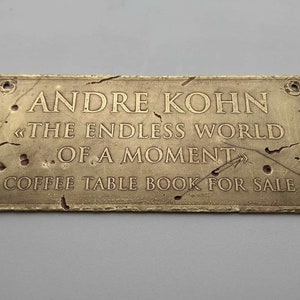 ANDRE KOHN
«THE ENDLESS WORLD
OF A MOMENT»
COFFEE TABLE BOOK FOR SALE